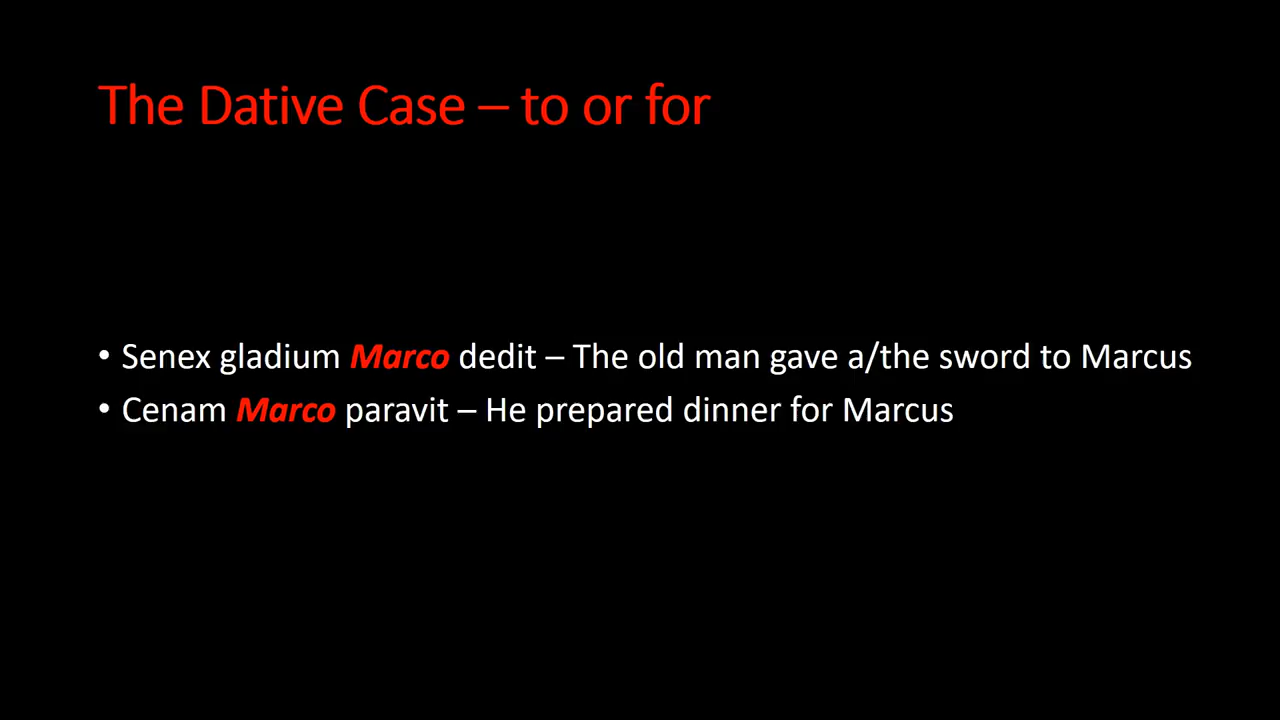 The Dative Case – to or for
• Senex gladium Marco dedit – The old man gave a/the sword to Marcus
• Cenam Marco paravit – He prepared dinner for Marcus